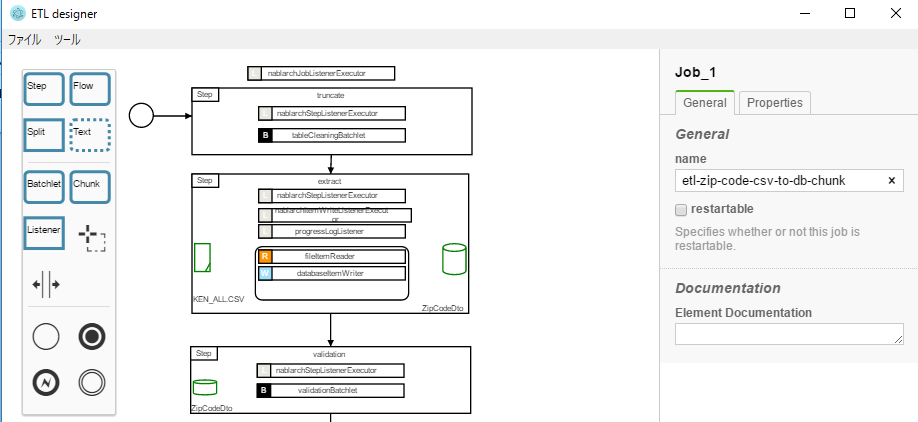 ETL designer
ファイル ツール
Step Flow
Split Text
Batchlet Chunk
Listener
L nablarchJobListenerExecutor
Step truncate
L nablarchStepListenerExecutor
B tableCleaningBatchlet
Step extract
L nablarchStepListenerExecutor
L nablarchItemWriteListenerExecut
or
L progressLogListener
R fileItemReader
W databaseItemWriter
KEN_ALL.CSV
ZipCodeDto
Step validation
L nablarchStepListenerExecutor
B validationBatchlet
ZipCodeDto
Job_1
General Properties
General
name
etl-zip-code-csv-to-db-chunk
restartable
Specifies whether or not this job is
restartable.
Documentation
Element Documentation